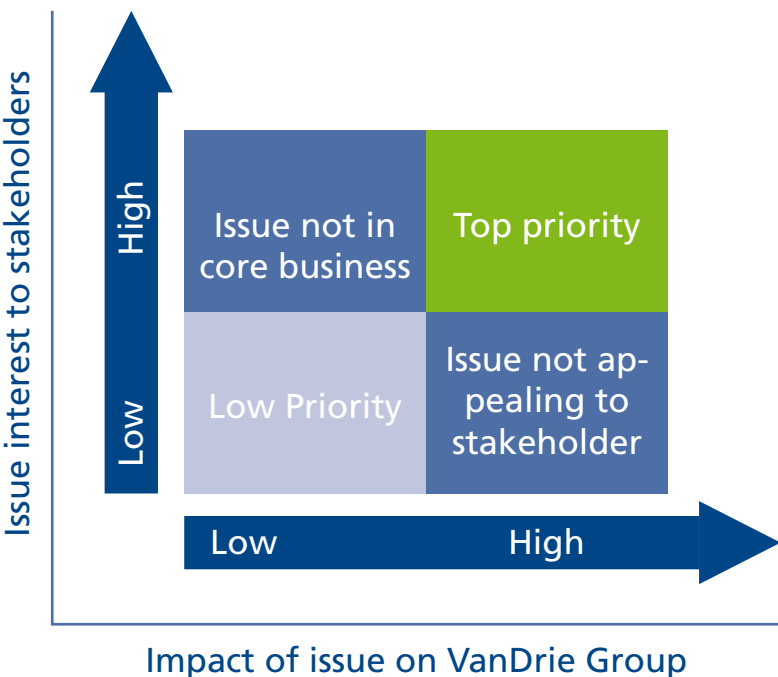 Issue interest to stakeholders
High
Low
Issue not in
core business
Top priority
Low Priority
Issue not ap-
pealing to
stakeholder
Low
High
Impact of issue on VanDrie Group